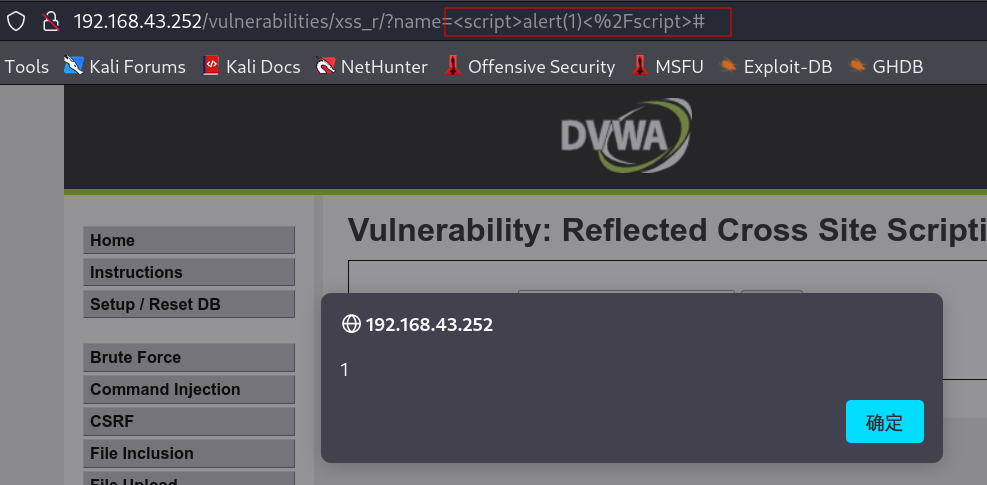 192.168.43.252/vulnerabilities/xss_r/?name=<script>alert(1)<%2Fscript>#
Tools Kali Forums Kali Docs NetHunter Offensive Security MSFU Exploit-DB GHDB
DVWA
Home
Instructions
Setup / Reset DB
Brute Force
Command Injection
CSRF
File Inclusion
File Upload
Vulnerability: Reflected Cross Site Scripti
192.168.43.252
1
确定